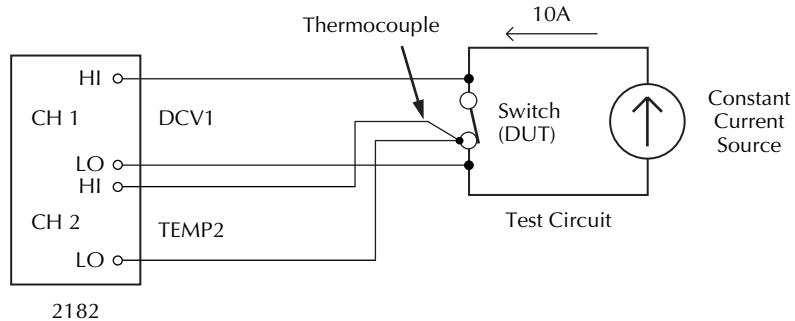 10A
Thermocouple
HI
CH 1
DCV1
LO
HI
CH 2
TEMP2
LO
2182
Switch
(DUT)
Constant
Current
Source
Test Circuit